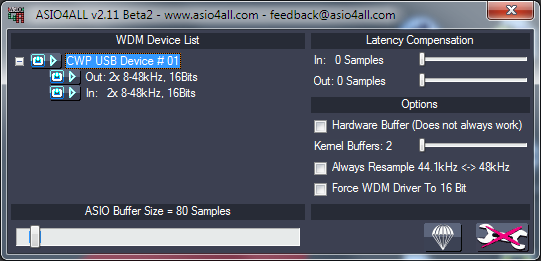 ASIO4ALL v2.11 Beta2 - www.asio4all.com - feedback@asio4all.com
WDM Device List
CWP USB Device # 01
Out: 2x 8-48kHz, 16Bits
In: 2x 8-48kHz, 16Bits
ASIO Buffer Size = 80 Samples
Latency Compensation
In: 0 Samples
Out: 0 Samples
Options
Hardware Buffer (Does not always work)
Kernel Buffers: 2
Always Resample 44.1kHz <-> 48kHz
Force WDM Driver To 16 Bit